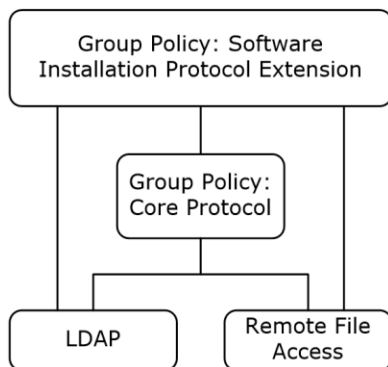 Group Policy: Software
Installation Protocol Extension
Group Policy:
Core Protocol
LDAP
Remote File
Access